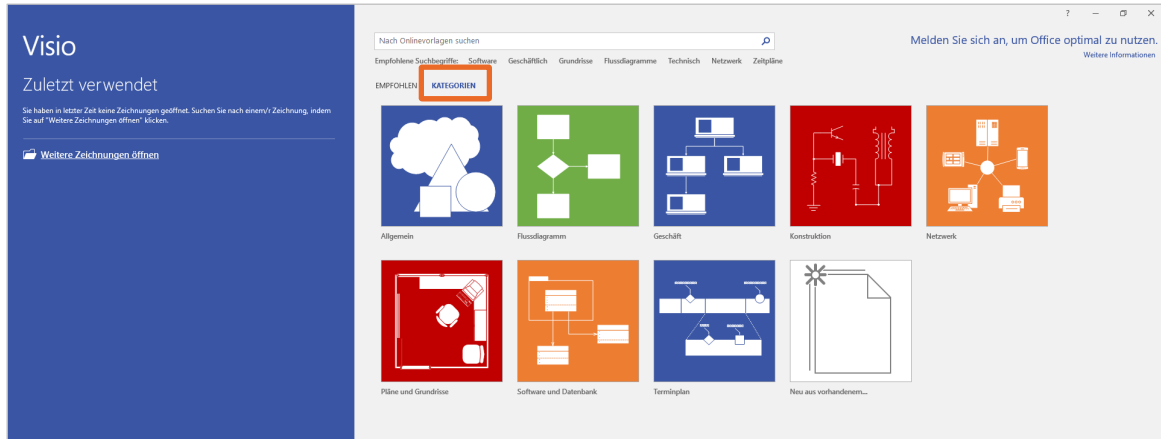 Visio
Zuletzt verwendet
Sie haben in letzter Zeit keine Zeichnungen geöffnet. Suchen Sie nach einem/r Zeichnung, indem
Sie auf "Weitere Zeichnungen öffnen" klicken.
Weitere Zeichnungen öffnen
?
Nach Onlinevorlagen suchen
Melden Sie sich an, um Office optimal zu nutzen.
Weitere Informationen
Empfohlene Suchbegriffe: Software Geschäftlich Grundrisse Flussdiagramme Technisch Netzwerk Zeitpläne
EMPFOHLEN KATEGORIEN
Allgemein Flussdiagramm Geschäft Konstruktion Netzwerk
Pläne und Grundrisse Software und Datenbank Terminplan Neu aus vorhandenem...